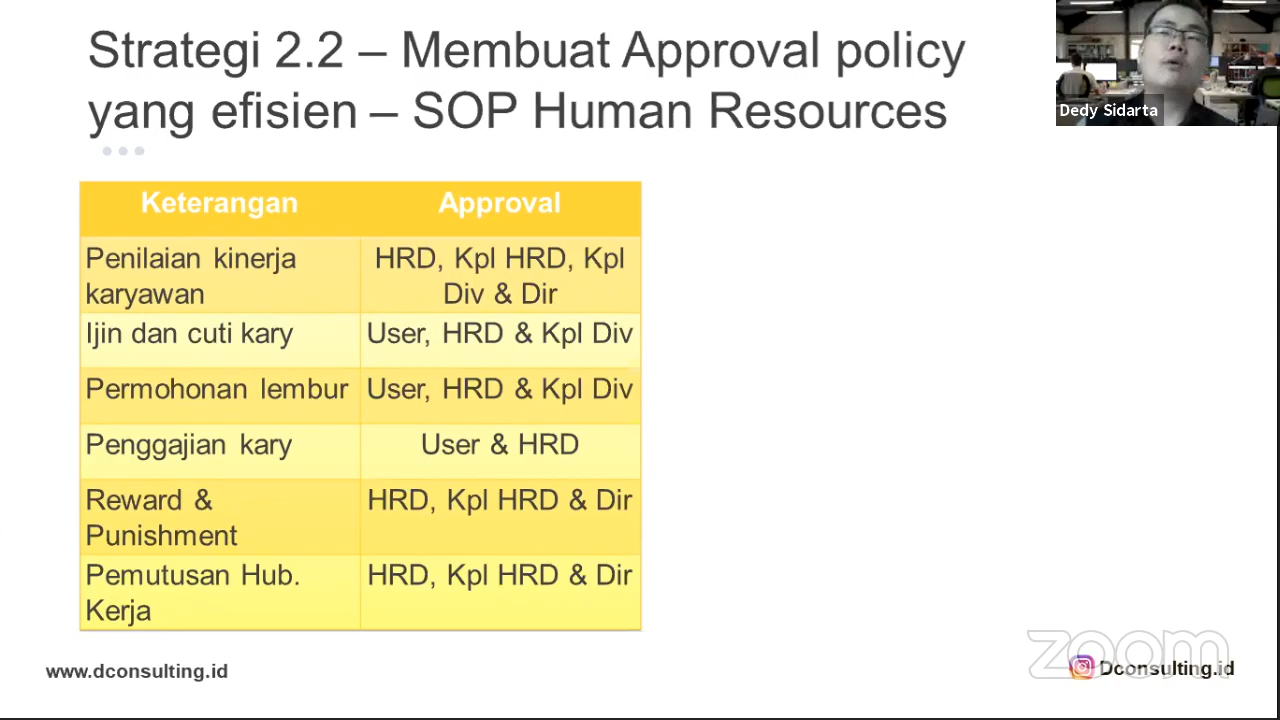 Strategi 2.2 – Membuat Approval policy
yang efisien – SOP Human Resources
Dedy Sidarta
Keterangan
Approval
Penilaian kinerja
karyawan
HRD, Kpl HRD, Kpl
Div & Dir
Ijin dan cuti kary
User, HRD & Kpl Div
Permohonan lembur
User, HRD & Kpl Div
Penggajian kary
User & HRD
Reward &
Punishment
HRD, Kpl HRD & Dir
Pemutusan Hub.
Kerja
HRD, Kpl HRD & Dir
www.dconsulting.id
zoom
Dconsulting.id